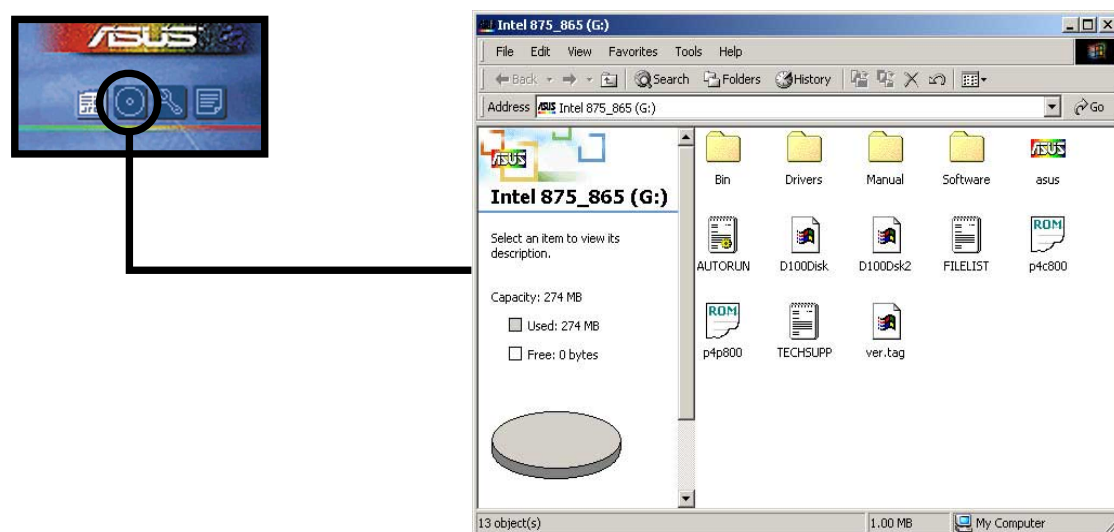 ASUS
Intel 875_865 (G:)
File Edit View Favorites Tools Help
Back Search Folders History
Address Intel 875_865 (G:) Go
ASUS
Intel 875_865 (G:)
Select an item to view its
description.
Capacity: 274 MB
Used: 274 MB
Free: 0 bytes
ASUS
Bin Drivers Manual Software asus
ROM
AUTORUN D100Disk D100Dsk2 FILELIST p4c800
ROM
p4p800 TECHSUPP ver.tag
13 object(s) 1.00 MB My Computer